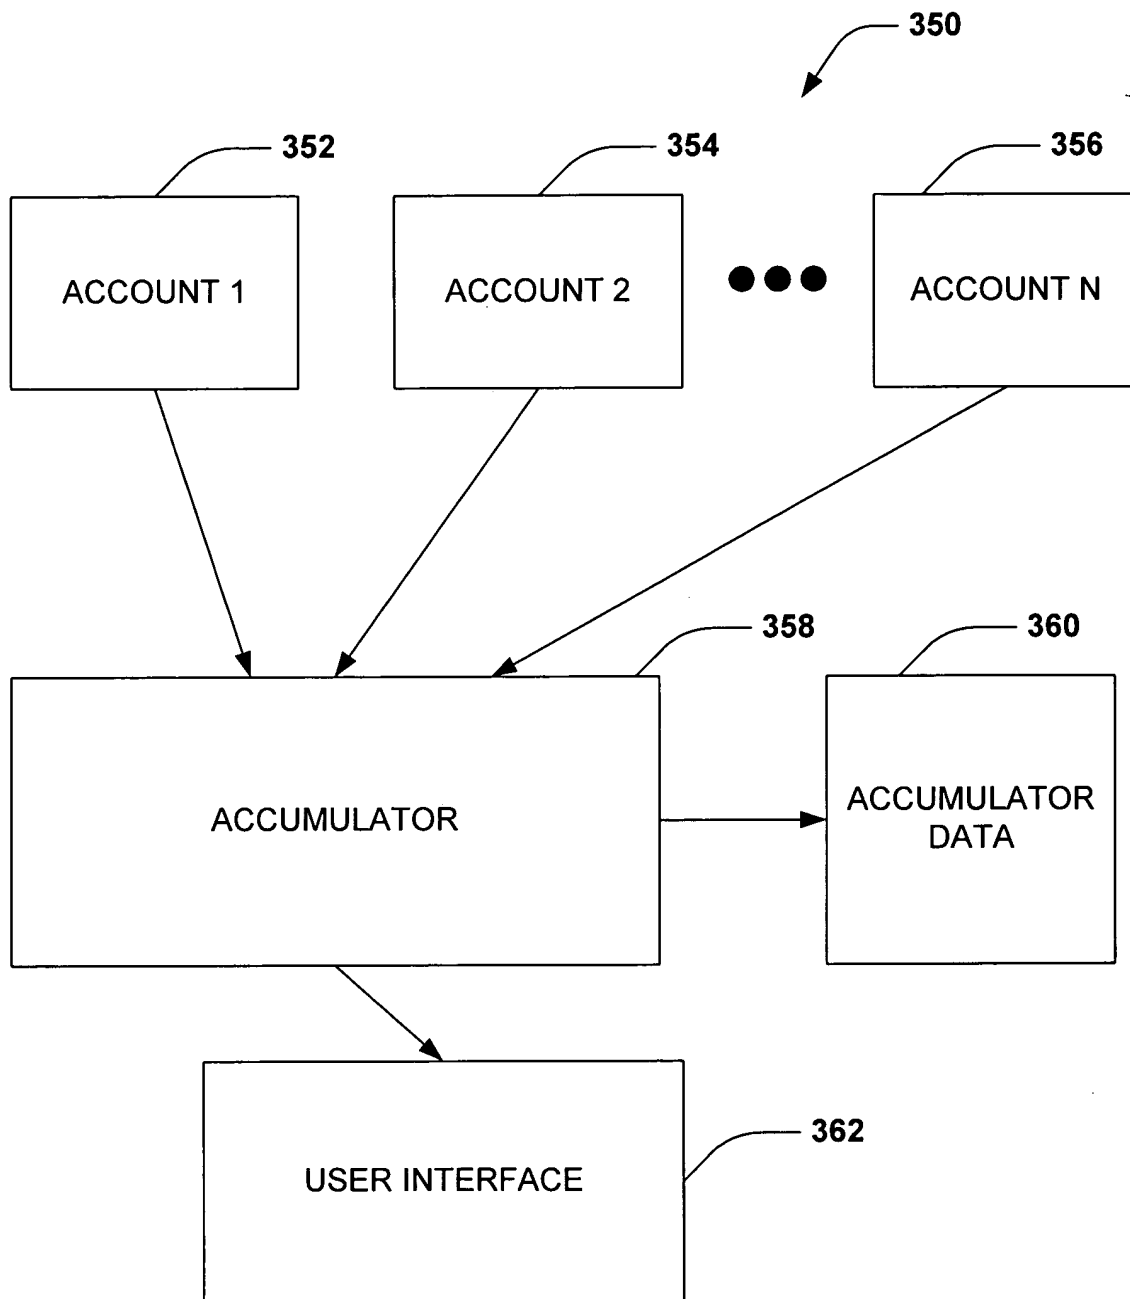 350
352
354
356
ACCOUNT 1
ACCOUNT 2
ACCOUNT N
358
360
ACCUMULATOR
ACCUMULATOR
DATA
362
USER INTERFACE